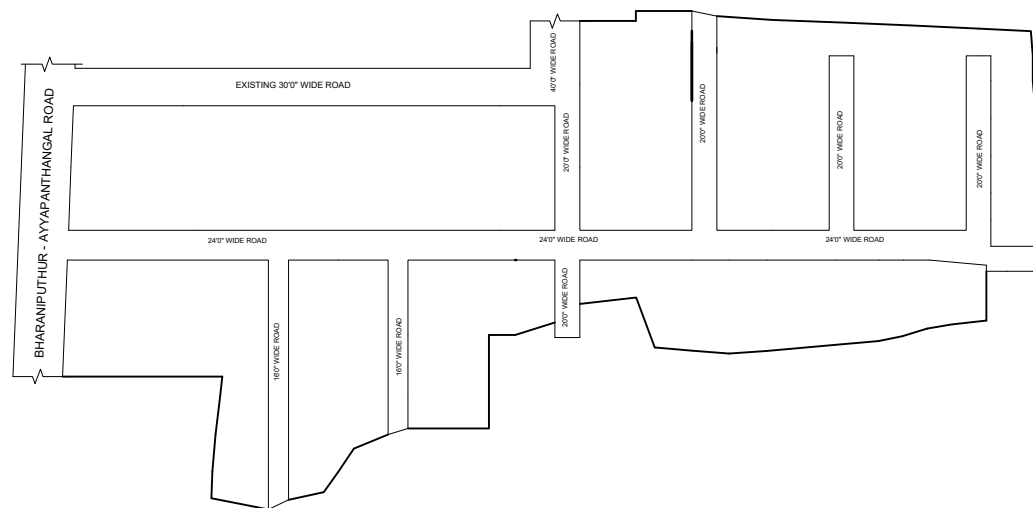 EXISTING 30'0" WIDE ROAD
40'0" WIDE ROAD
20'0" WIDE ROAD
20'0" WIDE ROAD
20'0" WIDE ROAD
20'0" WIDE ROAD
BHARANIPUTHUR - AYYAPANTHANGAL ROAD
24'0" WIDE ROAD
24'0" WIDE ROAD
24'0" WIDE ROAD
16'0" WIDE ROAD
16'0" WIDE ROAD
20'0" WIDE ROAD